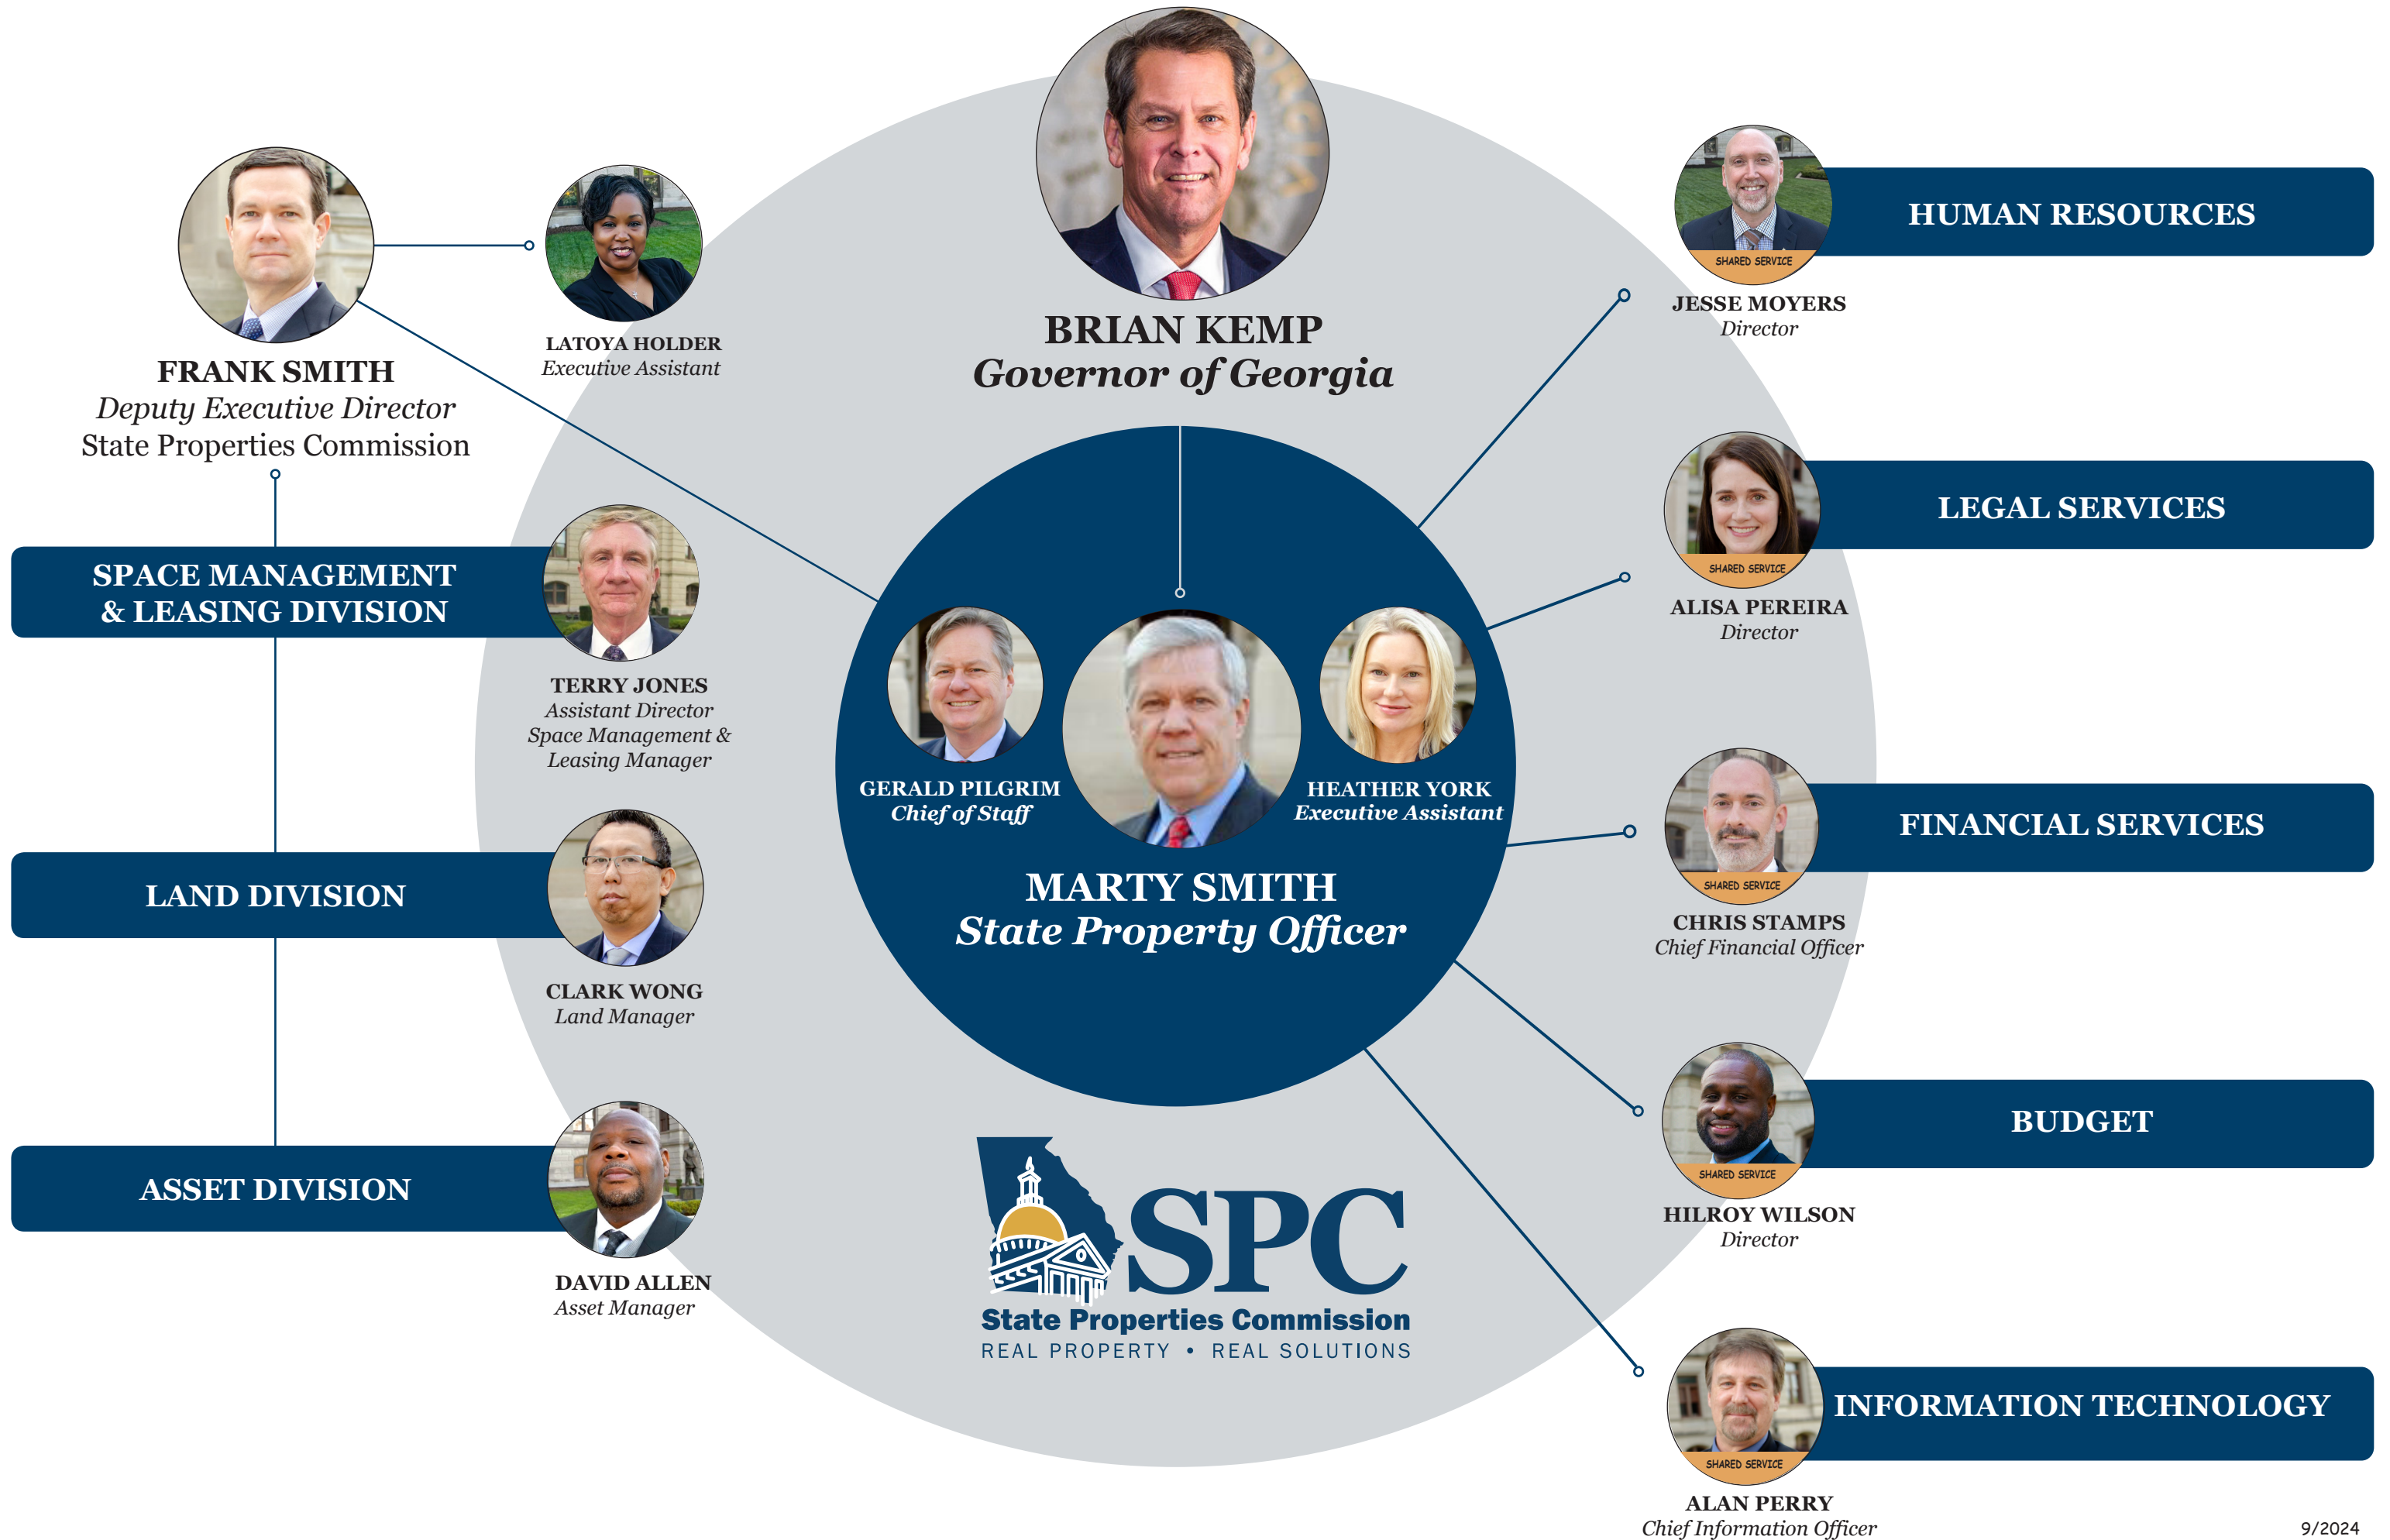 BRIAN KEMP
Governor of Georgia
FRANK SMITH
Deputy Executive Director
State Properties Commission
LATOYA HOLDER
Executive Assistant
SPACE MANAGEMENT
& LEASING DIVISION
TERRY JONES
Assistant Director
Space Management &
Leasing Manager
LAND DIVISION
CLARK WONG
Land Manager
ASSET DIVISION
DAVID ALLEN
Asset Manager
GERALD PILGRIM
Chief of Staff
HEATHER YORK
Executive Assistant
MARTY SMITH
State Property Officer
SPC
State Properties Commission
REAL PROPERTY • REAL SOLUTIONS
HUMAN RESOURCES
SHARED SERVICE
JESSE MOYERS
Director
LEGAL SERVICES
SHARED SERVICE
ALISA PEREIRA
Director
FINANCIAL SERVICES
SHARED SERVICE
CHRIS STAMPS
Chief Financial Officer
BUDGET
SHARED SERVICE
HILROY WILSON
Director
INFORMATION TECHNOLOGY
SHARED SERVICE
ALAN PERRY
Chief Information Officer
9/2024